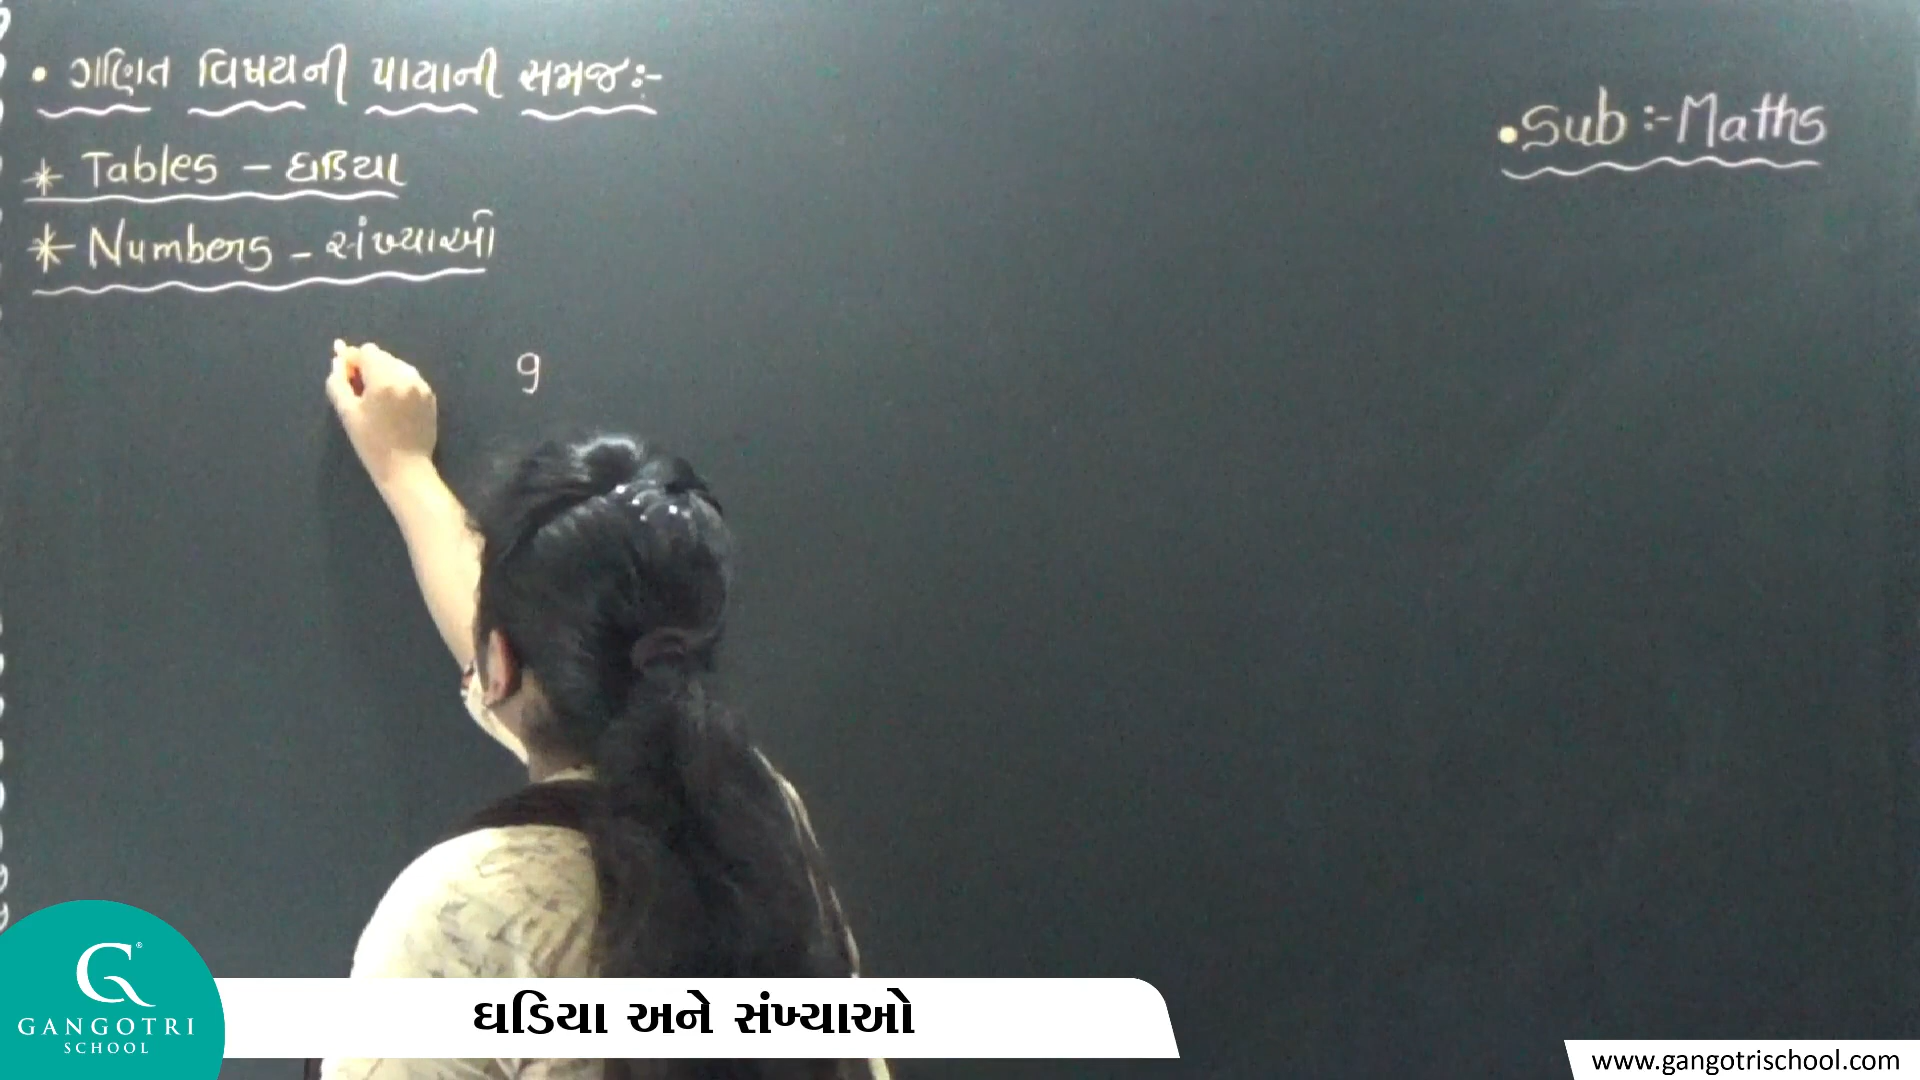 • ગણિત વિષયની પાયાની સમજ:-
• Sub :- Maths
* Tables - ઘડિયા
* Numbers - સંખ્યાઓ
9
G®
GANGOTRI
SCHOOL
ઘડિયા અને સંખ્યાઓ
www.gangotrischool.com